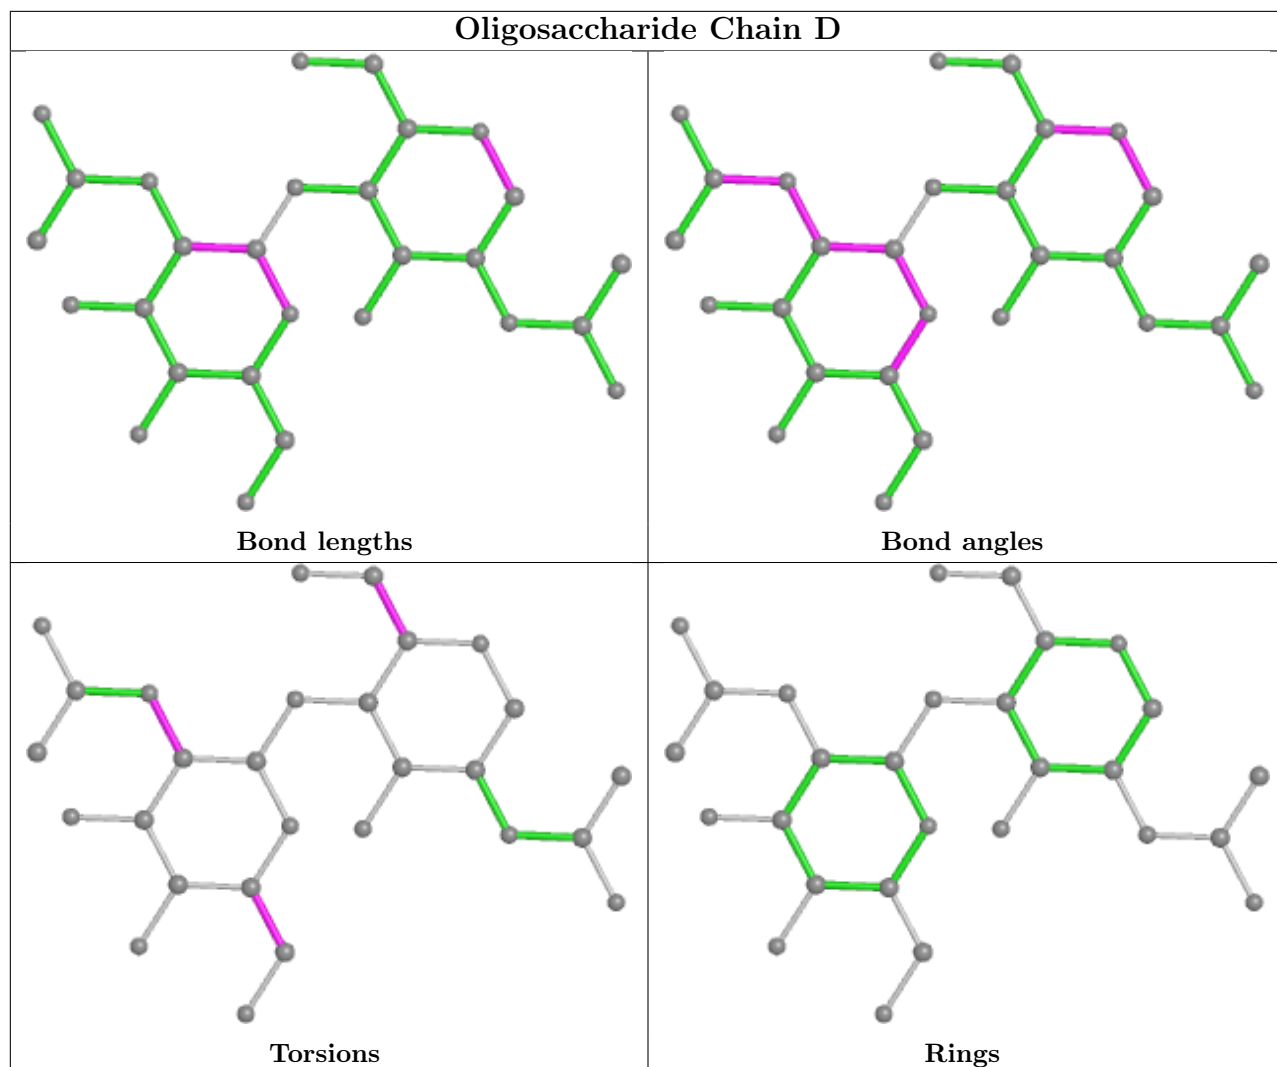 Oligosaccharide Chain D
Bond lengths
Bond angles
Torsions
Rings